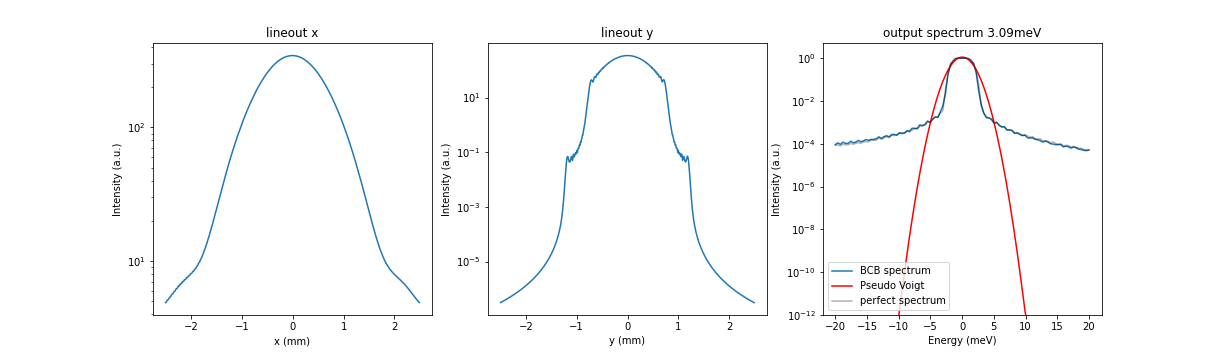 lineout x
lineout y
output spectrum 3.09meV
Intensity (a.u.)
10²
10¹
−2 −1 0 1 2
x (mm)
Intensity (a.u.)
10¹
10⁻¹
10⁻³
10⁻⁵
−2 −1 0 1 2
y (mm)
Intensity (a.u.)
10⁰
10⁻²
10⁻⁴
10⁻⁶
10⁻⁸
10⁻¹⁰
10⁻¹²
BCB spectrum
Pseudo Voigt
perfect spectrum
−20 −15 −10 −5 0 5 10 15 20
Energy (meV)